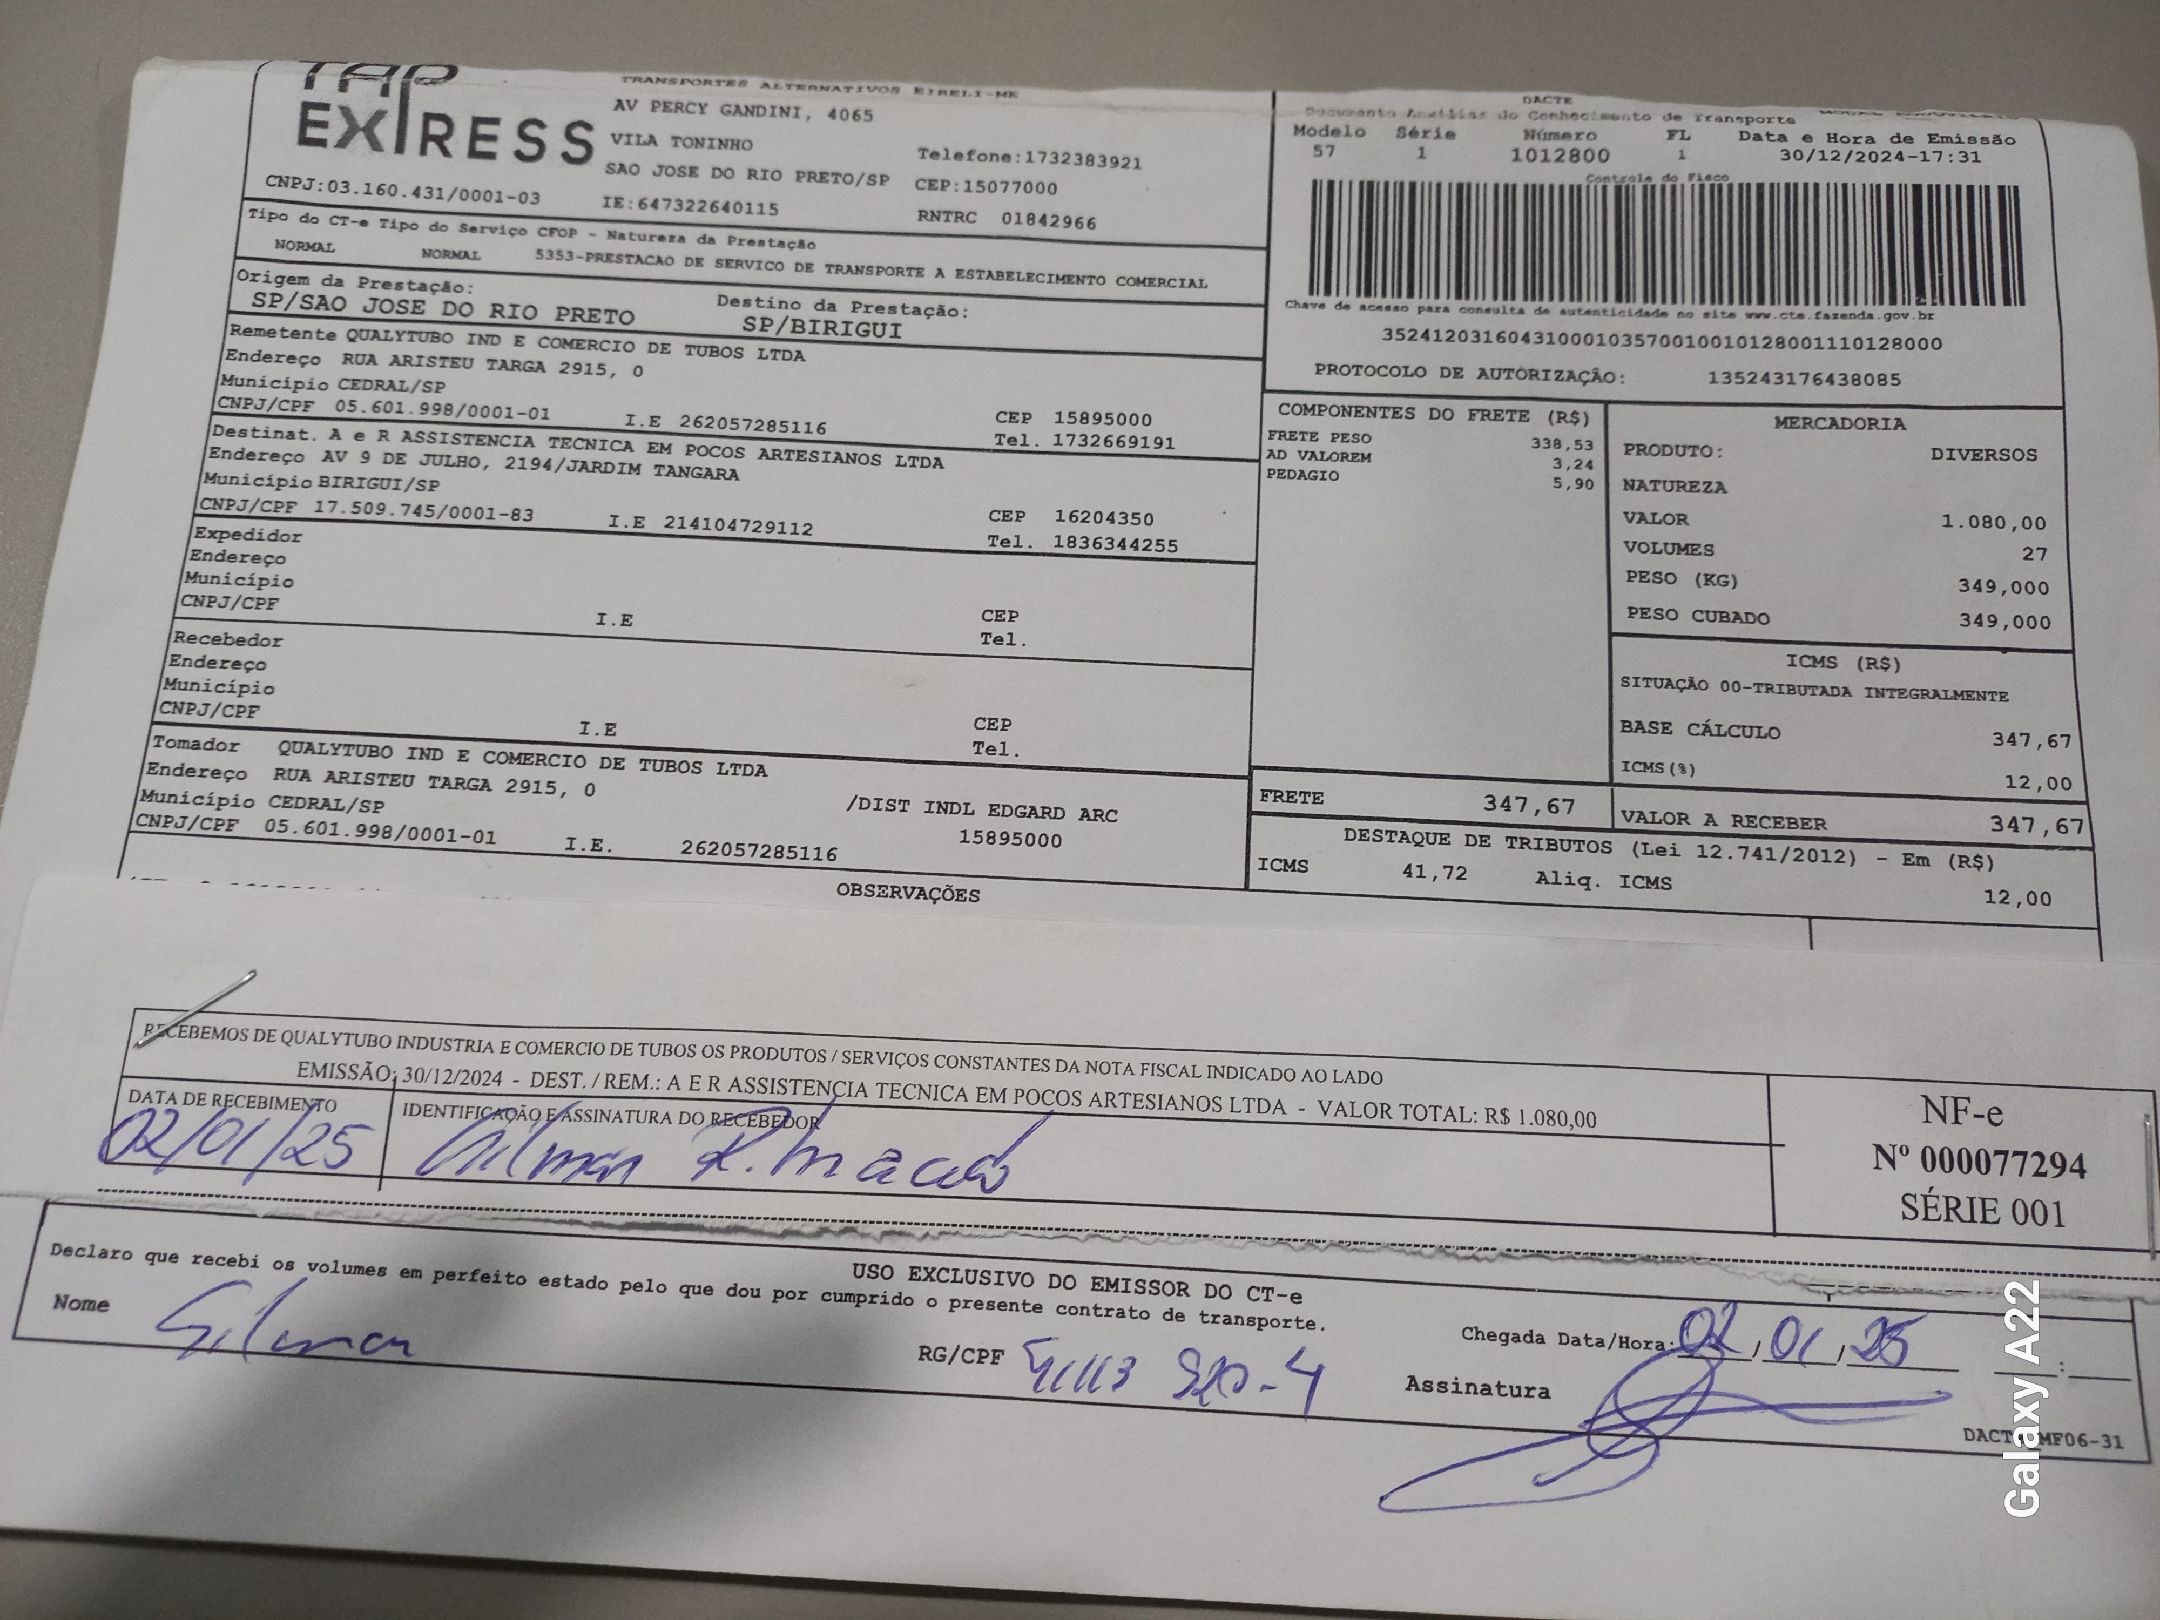 TAP
EXPRESS
TRANSPORTES ALTERNATIVOS EIRELI-ME
AV PERCY GANDINI, 4065
VILA TONINHO
Telefone:1732383921
SAO JOSE DO RIO PRETO/SP CEP:15077000
CNPJ:03.160.431/0001-03 IE:647322640115 RNTRC 01842966
DACTE
Documento Auxiliar do Conhecimento de Transporte
Modelo Série Número FL Data e Hora de Emissão
57 1 1012800 1 30/12/2024-17:31
Controle do Fisco
Chave de acesso para consulta de autenticidade no site www.cte.fazenda.gov.br
35241203160431000103570010010128001110128000
PROTOCOLO DE AUTORIZAÇÃO: 135243176438085
Tipo do CT-e Tipo do Serviço CFOP - Natureza da Prestação
NORMAL NORMAL 5353-PRESTACAO DE SERVICO DE TRANSPORTE A ESTABELECIMENTO COMERCIAL
Origem da Prestação: Destino da Prestação:
SP/SAO JOSE DO RIO PRETO SP/BIRIGUI
Remetente QUALYTUBO IND E COMERCIO DE TUBOS LTDA
Endereço RUA ARISTEU TARGA 2915, 0
Município CEDRAL/SP CEP 15895000
CNPJ/CPF 05.601.998/0001-01 I.E 262057285116 Tel. 1732669191
Destinat. A e R ASSISTENCIA TECNICA EM POCOS ARTESIANOS LTDA
Endereço AV 9 DE JULHO, 2194/JARDIM TANGARA
Município BIRIGUI/SP CEP 16204350
CNPJ/CPF 17.509.745/0001-83 I.E 214104729112 Tel. 1836344255
Expedidor
Endereço
Município CEP
CNPJ/CPF I.E Tel.
Recebedor
Endereço
Município CEP
CNPJ/CPF I.E Tel.
Tomador QUALYTUBO IND E COMERCIO DE TUBOS LTDA
Endereço RUA ARISTEU TARGA 2915, 0 /DIST INDL EDGARD ARC
Município CEDRAL/SP 15895000
CNPJ/CPF 05.601.998/0001-01 I.E. 262057285116
COMPONENTES DO FRETE (R$)
FRETE PESO 338,53
AD VALOREM 3,24
PEDAGIO 5,90
MERCADORIA
PRODUTO: DIVERSOS
NATUREZA
VALOR 1.080,00
VOLUMES 27
PESO (KG) 349,000
PESO CUBADO 349,000
ICMS (R$)
SITUAÇÃO 00-TRIBUTADA INTEGRALMENTE
BASE CÁLCULO 347,67
ICMS(%) 12,00
FRETE 347,67 VALOR A RECEBER 347,67
DESTAQUE DE TRIBUTOS (Lei 12.741/2012) - Em (R$)
ICMS 41,72 Aliq. ICMS 12,00
OBSERVAÇÕES
RECEBEMOS DE QUALYTUBO INDUSTRIA E COMERCIO DE TUBOS OS PRODUTOS / SERVIÇOS CONSTANTES DA NOTA FISCAL INDICADO AO LADO
EMISSÃO: 30/12/2024 - DEST. / REM.: A E R ASSISTENCIA TECNICA EM POCOS ARTESIANOS LTDA - VALOR TOTAL: R$ 1.080,00
DATA DE RECEBIMENTO IDENTIFICAÇÃO E ASSINATURA DO RECEBEDOR
02/01/25 Gilmar R. Macedo
NF-e
Nº 000077294
SÉRIE 001
USO EXCLUSIVO DO EMISSOR DO CT-e
Declaro que recebi os volumes em perfeito estado pelo que dou por cumprido o presente contrato de transporte.
Nome Gilmar RG/CPF Chegada Data/Hora: 02/01/25 :
Assinatura
DACTE MF06-31
Galaxy A22